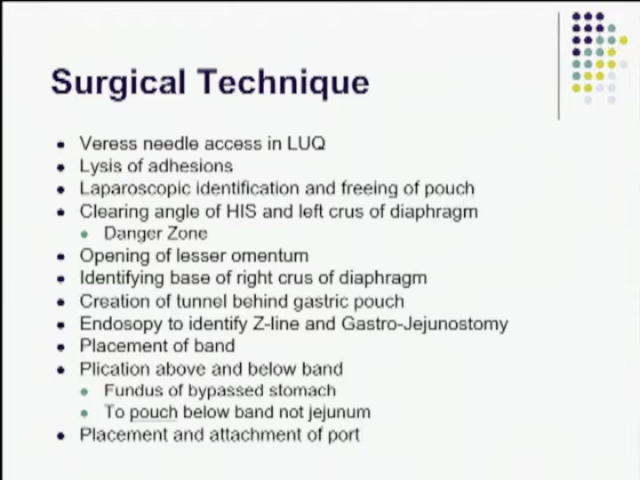 Surgical Technique
Veress needle access in LUQ
Lysis of adhesions
Laparoscopic identification and freeing of pouch
Clearing angle of HIS and left crus of diaphragm
Danger Zone
Opening of lesser omentum
Identifying base of right crus of diaphragm
Creation of tunnel behind gastric pouch
Endosopy to identify Z-line and Gastro-Jejunostomy
Placement of band
Plication above and below band
Fundus of bypassed stomach
To pouch below band not jejunum
Placement and attachment of port